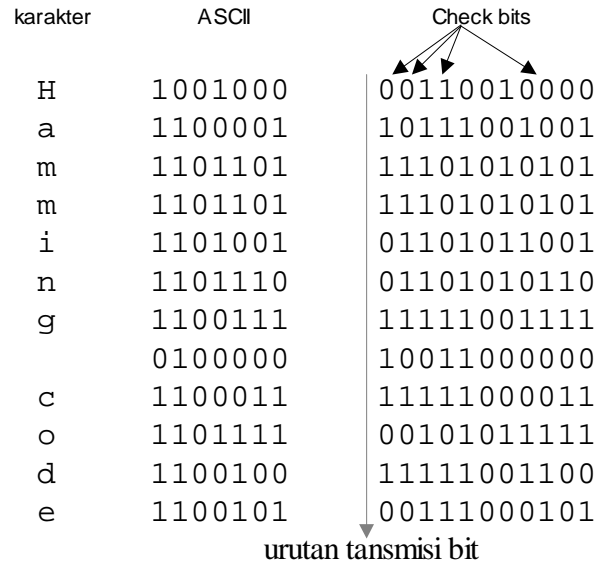 karakter ASCII Check bits
H 1001000 00110010000
a 1100001 10111001001
m 1101101 11101010101
m 1101101 11101010101
i 1101001 01101011001
n 1101110 01101010110
g 1100111 11111001111
0100000 10011000000
c 1100011 11111000011
o 1101111 00101011111
d 1100100 11111001100
e 1100101 00111000101
urutan tansmisi bit